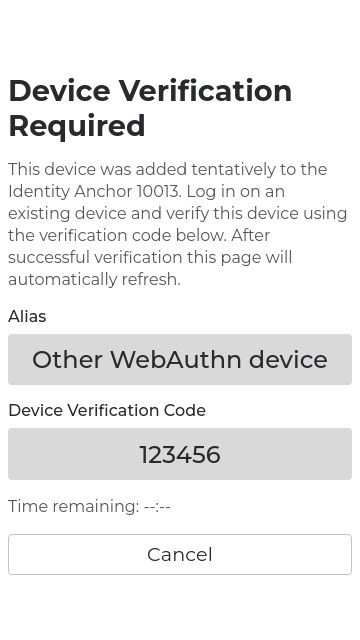 Device Verification
Required
This device was added tentatively to the
Identity Anchor 10013. Log in on an
existing device and verify this device using
the verification code below. After
successful verification this page will
automatically refresh.
Alias
Other WebAuthn device
Device Verification Code
123456
Time remaining: --:--
Cancel